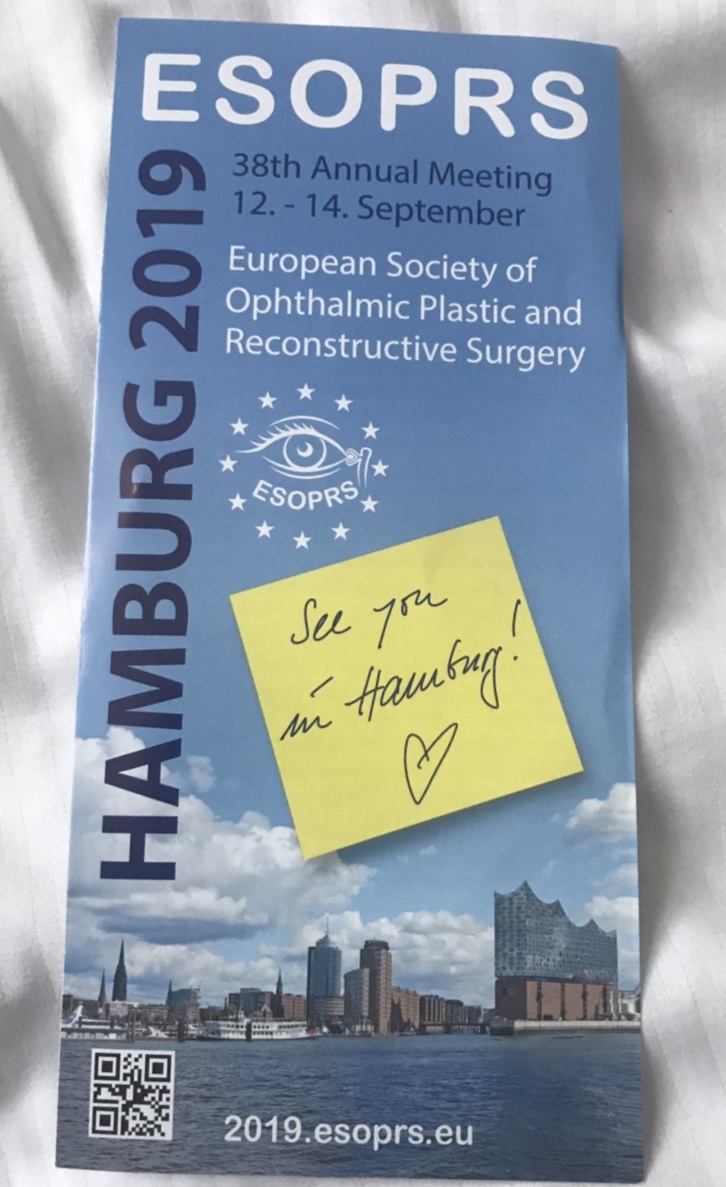 ESOPRS
38th Annual Meeting
12. - 14. September
HAMBURG 2019
European Society of
Ophthalmic Plastic and
Reconstructive Surgery
ESOPRS
See you
in Hamburg!
2019.esoprs.eu